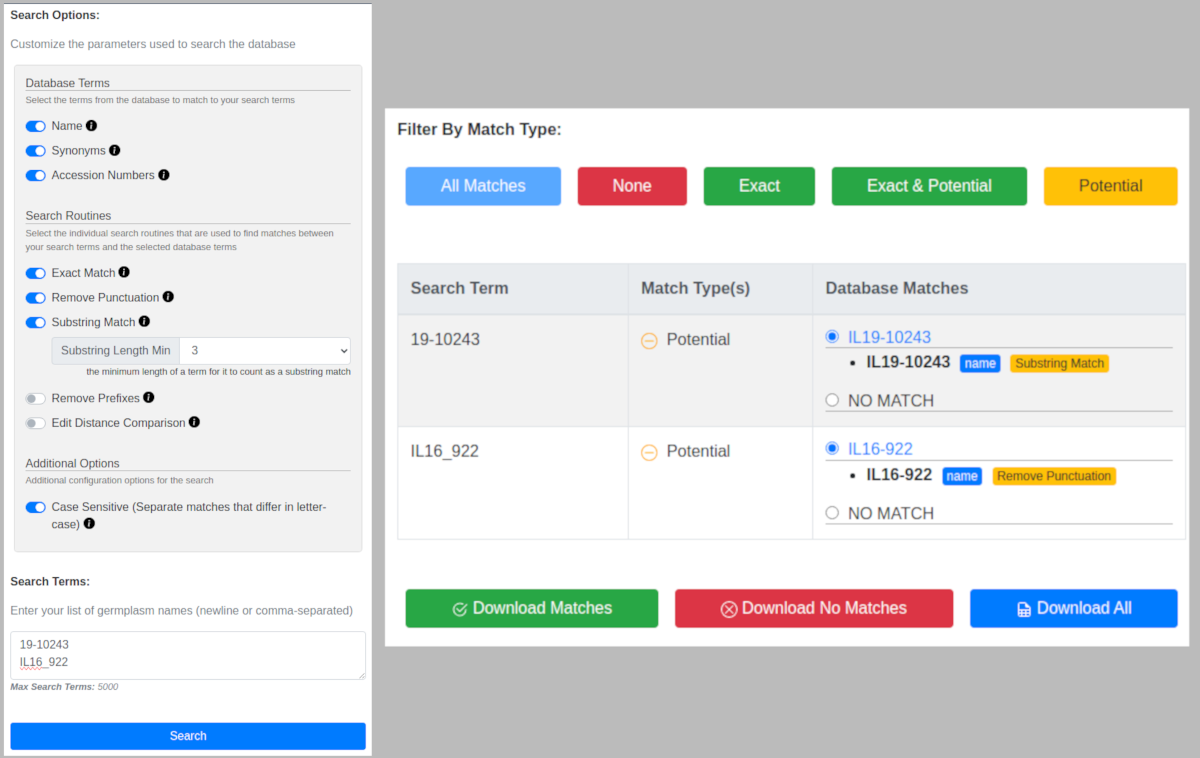 Search Options:
Customize the parameters used to search the database
Database Terms
Select the terms from the database to match to your search terms
Name
Synonyms
Accession Numbers
Search Routines
Select the individual search routines that are used to find matches between
your search terms and the selected database terms
Exact Match
Remove Punctuation
Substring Match
Substring Length Min 3
the minimum length of a term for it to count as a substring match
Remove Prefixes
Edit Distance Comparison
Additional Options
Additional configuration options for the search
Case Sensitive (Separate matches that differ in letter-
case)
Search Terms:
Enter your list of germplasm names (newline or comma-separated)
19-10243
IL16_922
Max Search Terms: 5000
Search
Filter By Match Type:
All Matches None Exact Exact & Potential Potential
Search Term Match Type(s) Database Matches
19-10243 Potential IL19-10243
• IL19-10243 name Substring Match
NO MATCH
IL16_922 Potential IL16-922
• IL16-922 name Remove Punctuation
NO MATCH
Download Matches Download No Matches Download All